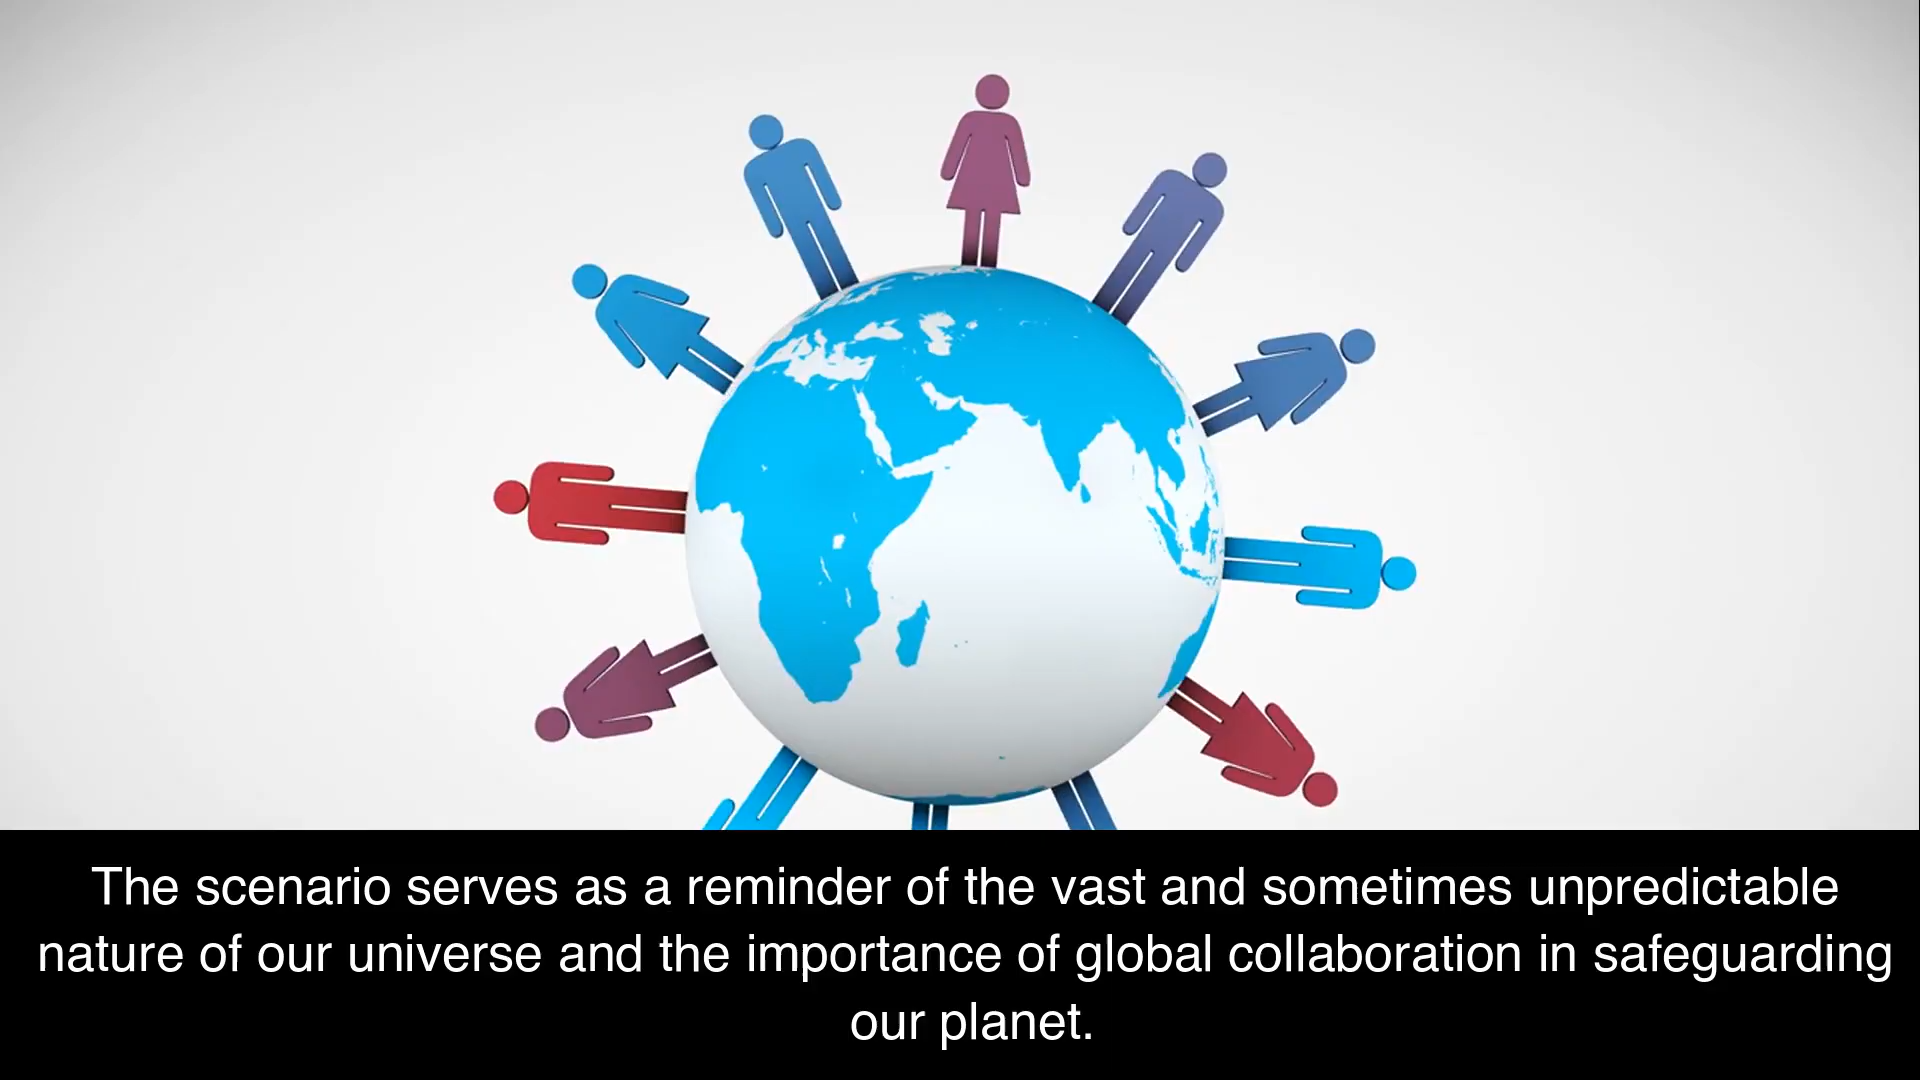 The scenario serves as a reminder of the vast and sometimes unpredictable
nature of our universe and the importance of global collaboration in safeguarding
our planet.